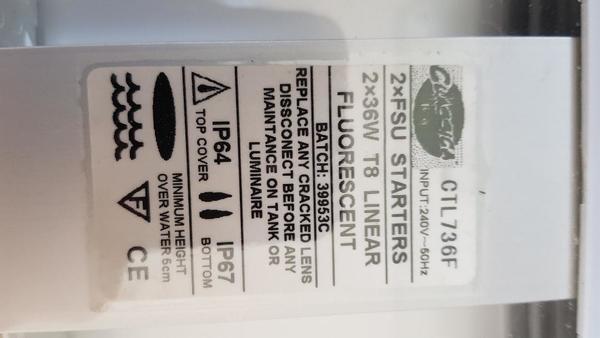 CTL736F
INPUT:240V~50Hz
2×FSU STARTERS
2×36W T8 LINEAR
FLUORESCENT
BATCH: 39953C
REPLACE ANY CRACKED LENS
DISSCONECT BEFORE ANY
MAINTANCE ON TANK OR
LUMINAIRE
IP64 IP67
TOP COVER BOTTOM
MINIMUM HEIGHT
OVER WATER 5cm
F CE